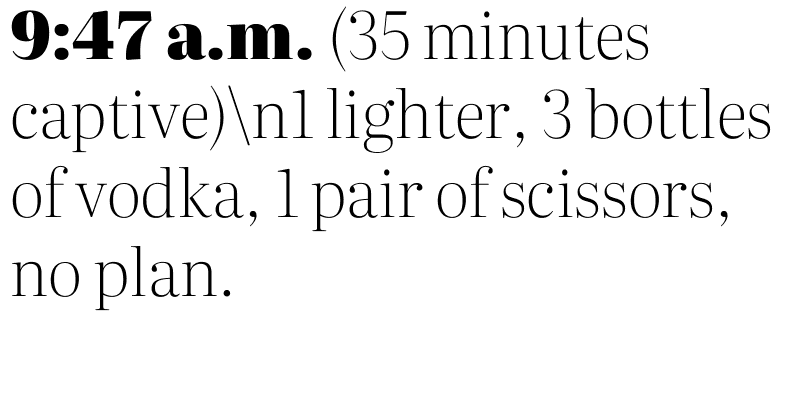 9:47 a.m. (35 minutes
captive)\n1 lighter, 3 bottles
of vodka, 1 pair of scissors,
no plan.